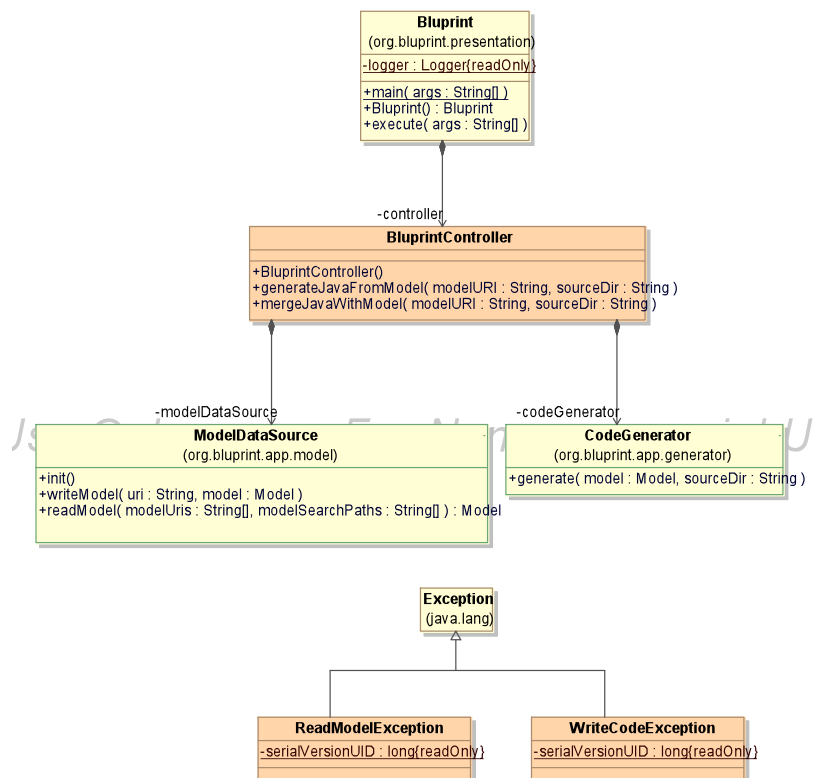 Bluprint
(org.bluprint.presentation)
-logger : Logger{readOnly}
+main( args : String[] )
+Bluprint() : Bluprint
+execute( args : String[] )
-controller
BluprintController
+BluprintController()
+generateJavaFromModel( modelURI : String, sourceDir : String )
+mergeJavaWithModel( modelURI : String, sourceDir : String )
-modelDataSource
-codeGenerator
ModelDataSource
(org.bluprint.app.model)
+init()
+writeModel( uri : String, model : Model )
+readModel( modelUris : String[], modelSearchPaths : String[] ) : Model
CodeGenerator
(org.bluprint.app.generator)
+generate( model : Model, sourceDir : String )
Exception
(java.lang)
ReadModelException
-serialVersionUID : long{readOnly}
WriteCodeException
-serialVersionUID : long{readOnly}